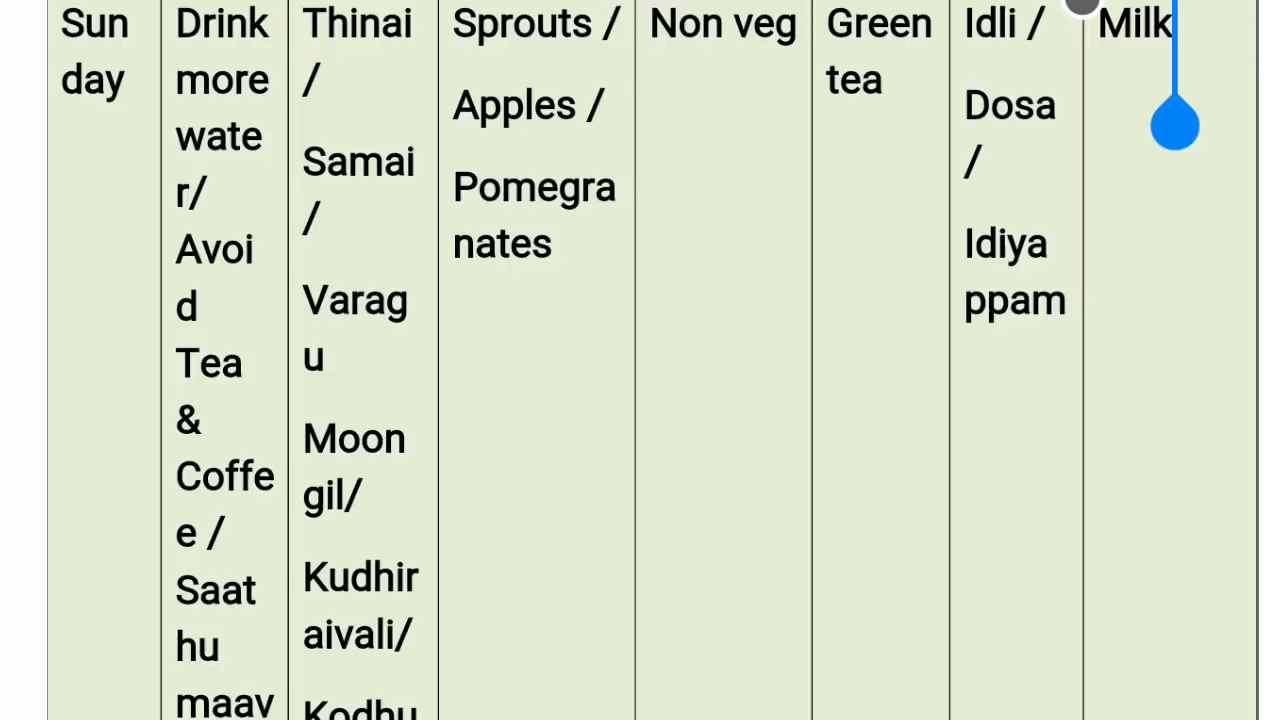 Sun
day
Drink
more
wate
r/
Avoi
d
Tea
&
Coffe
e /
Saat
hu
maav
Thinai
/
Samai
/
Varag
u
Moon
gil/
Kudhir
aivali/
Kodhu
Sprouts /
Apples /
Pomegra
nates
Non veg
Green
tea
Idli /
Dosa
/
Idiya
ppam
Milk